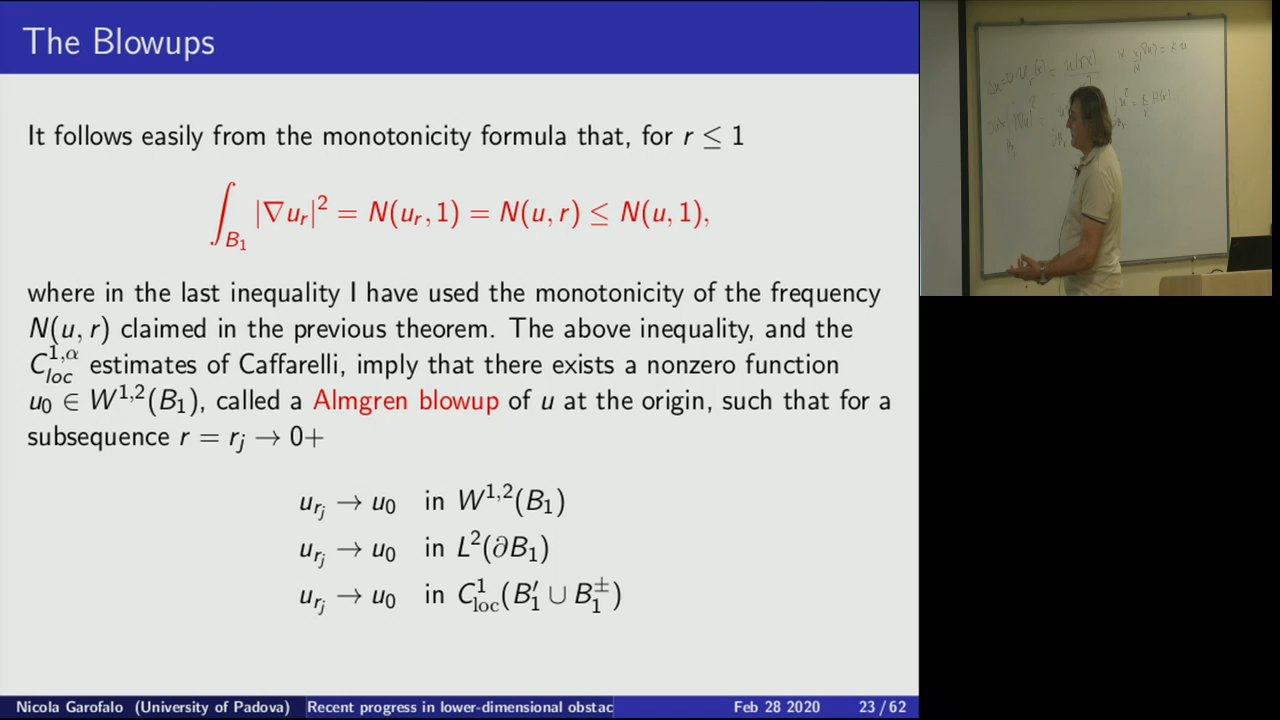 The Blowups
It follows easily from the monotonicity formula that, for r ≤ 1
∫_{B₁} |∇u_r|² = N(u_r, 1) = N(u, r) ≤ N(u, 1),
where in the last inequality I have used the monotonicity of the frequency
N(u, r) claimed in the previous theorem. The above inequality, and the
C^{1,α}_{loc} estimates of Caffarelli, imply that there exists a nonzero function
u₀ ∈ W^{1,2}(B₁), called a Almgren blowup of u at the origin, such that for a
subsequence r = r_j → 0+
u_{r_j} → u₀ in W^{1,2}(B₁)
u_{r_j} → u₀ in L²(∂B₁)
u_{r_j} → u₀ in C¹_{loc}(B′₁ ∪ B₁^±)
Nicola Garofalo (University of Padova) Recent progress in lower-dimensional obstac Feb 28 2020 23 / 62